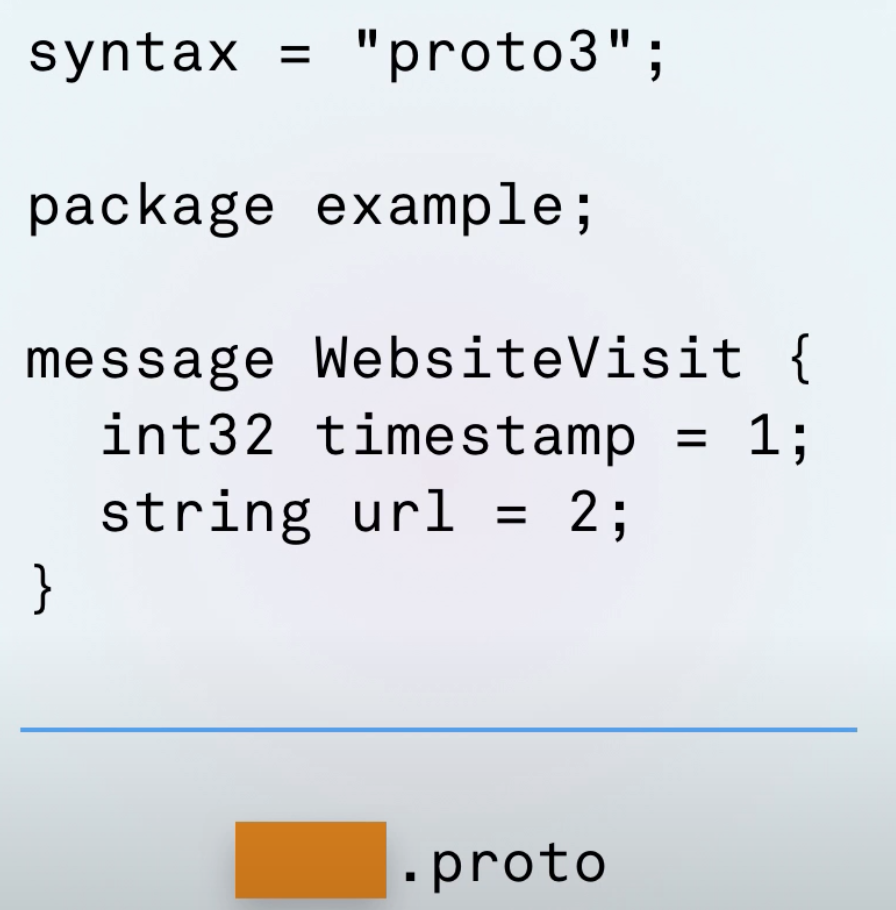 syntax = "proto3";
package example;
message WebsiteVisit {
  int32 timestamp = 1;
  string url = 2;
}
.proto